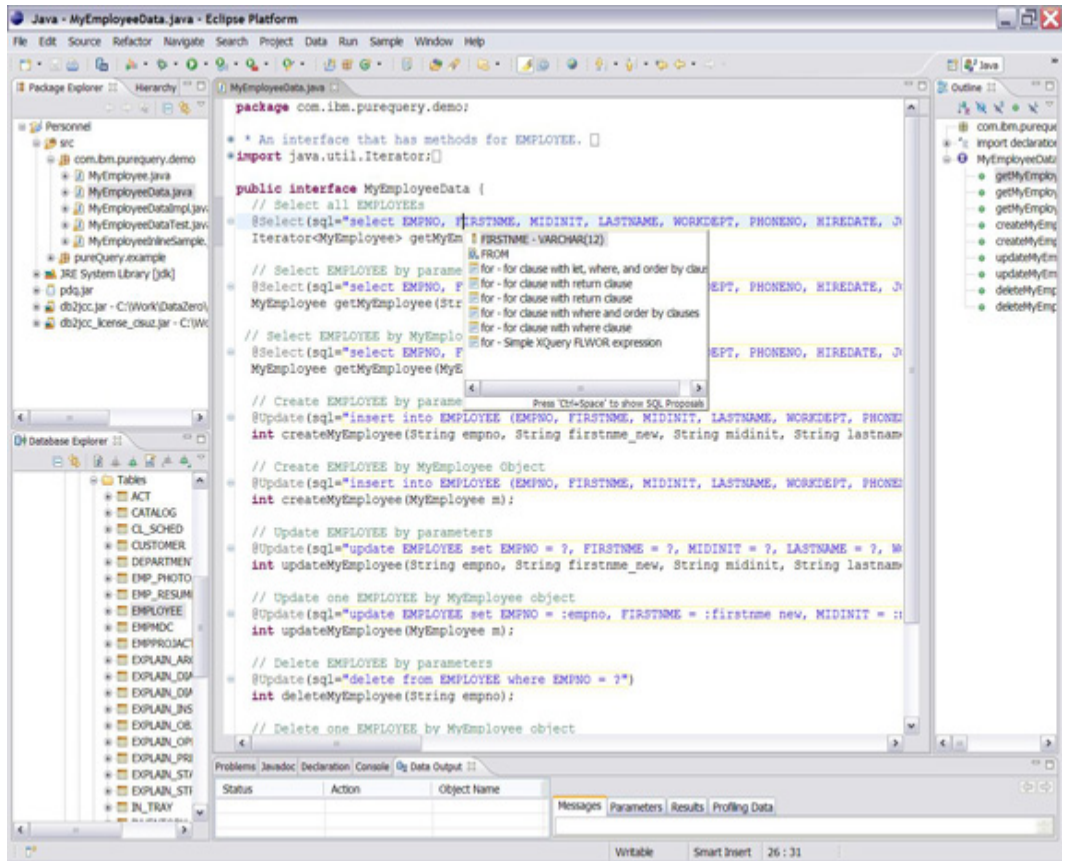 Java - MyEmployeeData.java - Eclipse Platform
File Edit Source Refactor Navigate Search Project Data Run Sample Window Help
Java
Package Explorer Hierarchy
Personnel
src
com.ibm.purequery.demo
MyEmployee.java
MyEmployeeData.java
MyEmployeeDataImpl.java
MyEmployeeDataTest.java
MyEmployeeInlineSample.
pureQuery.example
JRE System Library [jdk]
pdq.jar
db2jcc.jar - C:\Work\DataZero\
db2jcc_license_cisuz.jar - C:\Wo
Database Explorer
Tables
ACT
CATALOG
CL_SCHED
CUSTOMER
DEPARTMEN
EMP_PHOTO
EMP_RESUM
EMPLOYEE
EMPMDC
EMPPROJACT
EXPLAIN_ARG
EXPLAIN_DIA
EXPLAIN_DIA
EXPLAIN_INS
EXPLAIN_OB
EXPLAIN_OPE
EXPLAIN_PRE
EXPLAIN_STA
EXPLAIN_STR
IN_TRAY
MyEmployeeData.java
package com.ibm.purequery.demo;
* An interface that has methods for EMPLOYEE.
import java.util.Iterator;
public interface MyEmployeeData {
// Select all EMPLOYEEs
@Select(sql="select EMPNO, FIRSTNME, MIDINIT, LASTNAME, WORKDEPT, PHONENO, HIREDATE, J
Iterator<MyEmployee> getMyEm
// Select EMPLOYEE by parame
@Select(sql="select EMPNO, F EPT, PHONENO, HIREDATE, J
MyEmployee getMyEmployee(Str
// Select EMPLOYEE by MyEmplo
@Select(sql="select EMPNO, F EPT, PHONENO, HIREDATE, J
MyEmployee getMyEmployee(MyE
// Create EMPLOYEE by parame
@Update(sql="insert into EMPLOYEE (EMPNO, FIRSTNME, MIDINIT, LASTNAME, WORKDEPT, PHONE
int createMyEmployee(String empno, String firstnme_new, String midinit, String lastnam
// Create EMPLOYEE by MyEmployee Object
@Update(sql="insert into EMPLOYEE (EMPNO, FIRSTNME, MIDINIT, LASTNAME, WORKDEPT, PHONE
int createMyEmployee(MyEmployee m);
// Update EMPLOYEE by parameters
@Update(sql="update EMPLOYEE set EMPNO = ?, FIRSTNME = ?, MIDINIT = ?, LASTNAME = ?, W
int updateMyEmployee(String empno, String firstnme_new, String midinit, String lastnam
// Update one EMPLOYEE by MyEmployee object
@Update(sql="update EMPLOYEE set EMPNO = :empno, FIRSTNME = :firstnme_new, MIDINIT = :
int updateMyEmployee(MyEmployee m);
// Delete EMPLOYEE by parameters
@Update(sql="delete from EMPLOYEE where EMPNO = ?")
int deleteMyEmployee(String empno);
// Delete one EMPLOYEE by MyEmployee object
FIRSTNME - VARCHAR(12)
FROM
for - for clause with let, where, and order by clau
for - for clause with return clause
for - for clause with return clause
for - for clause with where and order by clauses
for - for clause with where clause
for - Simple XQuery FLWOR expression
Press 'Ctrl+Space' to show SQL Proposals
Outline
com.ibm.pureque
import declaration
MyEmployeeData
getMyEmploy
getMyEmploy
getMyEmploy
createMyEmp
createMyEmp
updateMyEm
updateMyEm
deleteMyEmp
deleteMyEmp
Problems Javadoc Declaration Console Data Output
Status Action Object Name
Messages Parameters Results Profiling Data
Writable Smart Insert 26 : 31